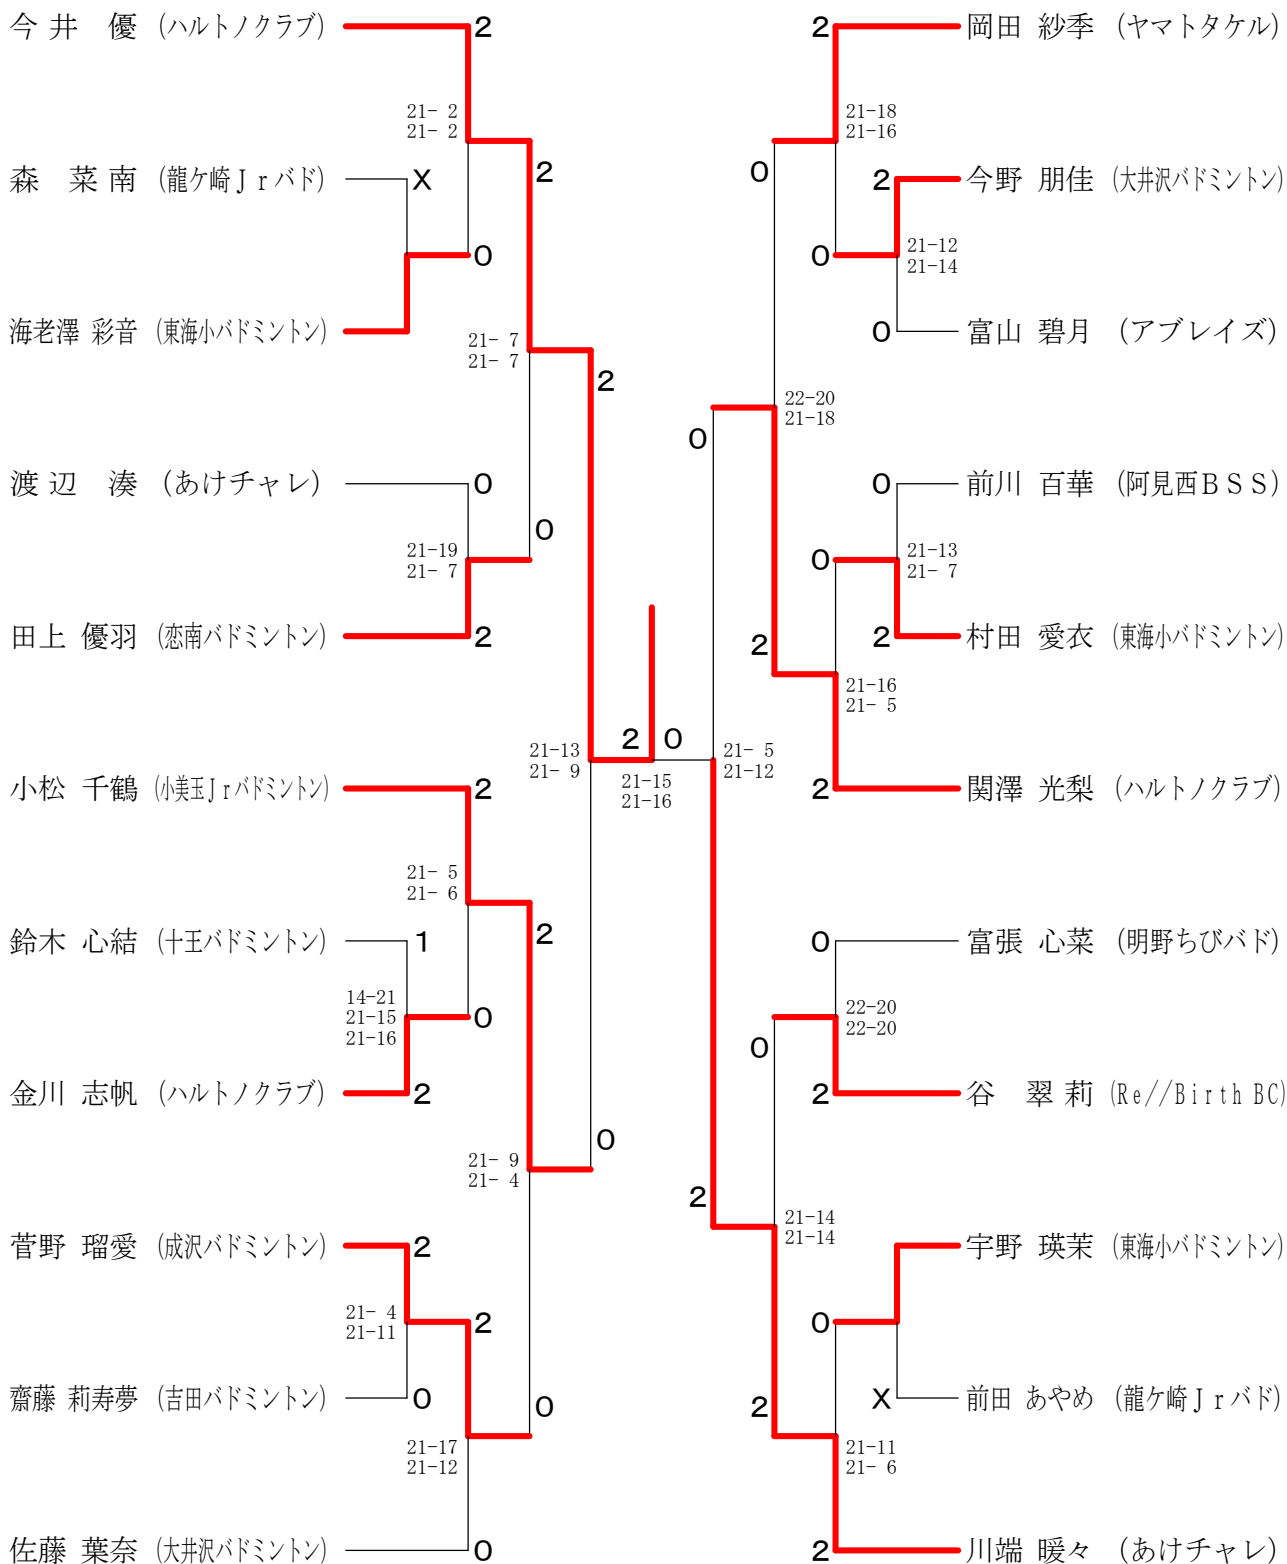 今井 優 (ハルトノクラブ) 2
21- 2
21- 2
2
森 菜南 (龍ケ崎Ｊｒバド) X
0
海老澤 彩音 (東海小バドミントン)
21- 7
21- 7
2
渡辺 湊 (あけチャレ) 0
0
21-19
21- 7
田上 優羽 (恋南バドミントン) 2
21-13
21- 9
小松 千鶴 (小美玉Ｊｒバドミントン) 2
21- 5
21- 6
2
鈴木 心結 (十王バドミントン) 1
14-21
21-15
21-16
0
金川 志帆 (ハルトノクラブ) 2
0
21- 9
21- 4
菅野 瑠愛 (成沢バドミントン) 2
21- 4
21-11
2
齋藤 莉寿夢 (吉田バドミントン) 0
0
21-17
21-12
佐藤 葉奈 (大井沢バドミントン) 0
2 0
21-15
21-16
2 岡田 紗季 (ヤマトタケル)
21-18
21-16
0
2 今野 朋佳 (大井沢バドミントン)
0
21-12
21-14
0 富山 碧月 (アブレイズ)
22-20
21-18
0
0 前川 百華 (阿見西ＢＳＳ)
0
21-13
21- 7
2
2 村田 愛衣 (東海小バドミントン)
21-16
21- 5
21- 5
21-12
2 関澤 光梨 (ハルトノクラブ)
0 富張 心菜 (明野ちびバド)
22-20
22-20
0
2 谷 翠莉 (Re//Birth BC)
2
21-14
21-14
宇野 瑛茉 (東海小バドミントン)
0
X 前田 あやめ (龍ケ崎Ｊｒバド)
2
21-11
21- 6
2 川端 暖々 (あけチャレ)